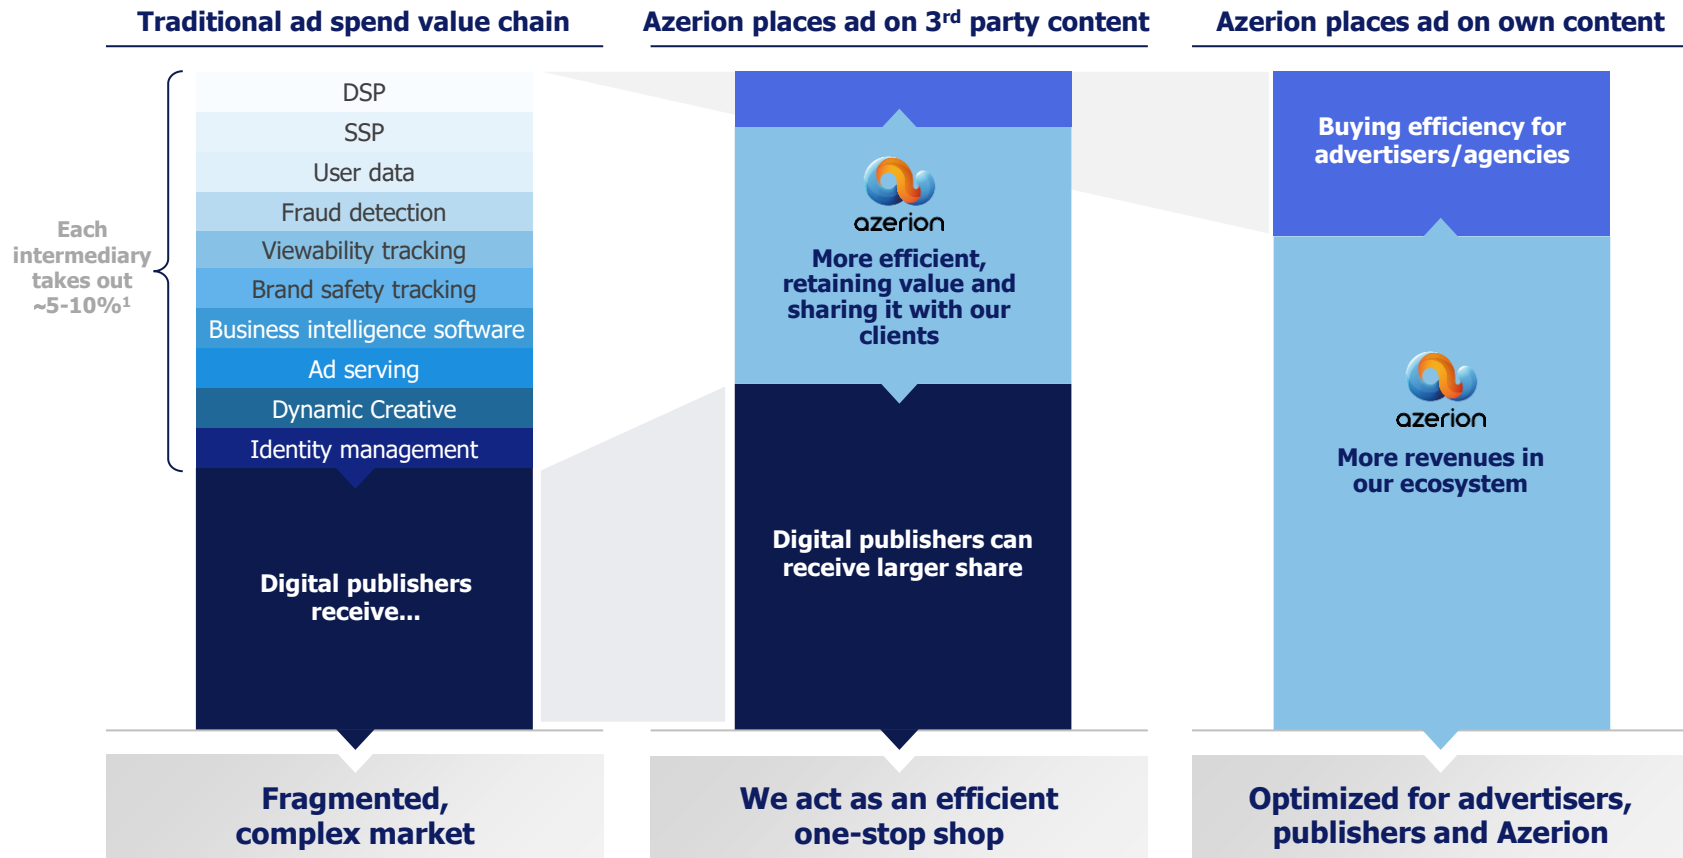 Traditional ad spend value chain
Azerion places ad on 3rd party content
Azerion places ad on own content
Each
intermediary
takes out
~5-10%1
DSP
SSP
User data
Fraud detection
Viewability tracking
Brand safety tracking
Business intelligence software
Ad serving
Dynamic Creative
Identity management
Digital publishers
receive...
azerion
More efficient,
retaining value and
sharing it with our
clients
Digital publishers can
receive larger share
Buying efficiency for
advertisers/agencies
azerion
More revenues in
our ecosystem
Fragmented,
complex market
We act as an efficient
one-stop shop
Optimized for advertisers,
publishers and Azerion